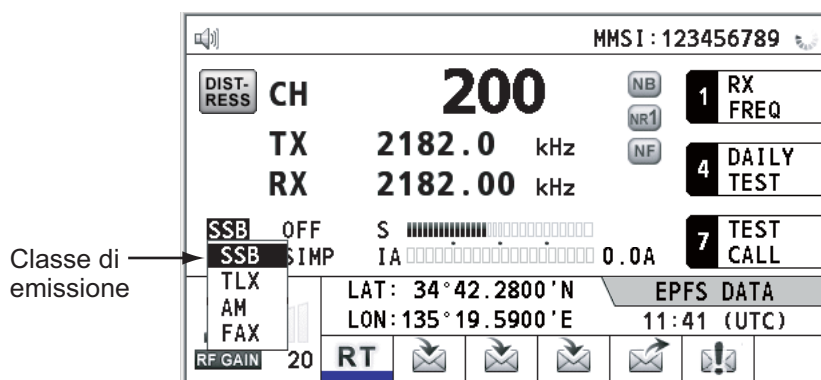 MMSI:123456789
DIST-
RESS
CH 200
NB
NR1
NF
1 RX
FREQ
TX 2182.0 kHz
RX 2182.00 kHz
4 DAILY
TEST
SSB OFF S
SIMP IA 0.0A
7 TEST
CALL
Classe di
emissione
SSB
TLX
AM
FAX
LAT: 34°42.2800'N
LON:135°19.5900'E
EPFS DATA
11:41 (UTC)
RF GAIN 20
RT